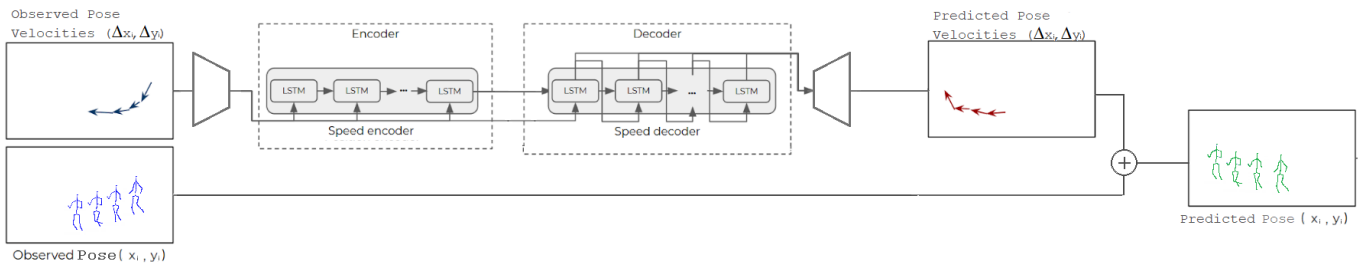 Observed Pose
Velocities (Δxᵢ,Δyᵢ)
Encoder
LSTM
LSTM
...
LSTM
Speed encoder
Decoder
LSTM
LSTM
...
LSTM
Speed decoder
Predicted Pose
Velocities (Δxᵢ,Δyᵢ)
+
Observed Pose( xᵢ , yᵢ)
Predicted Pose ( xᵢ , yᵢ)